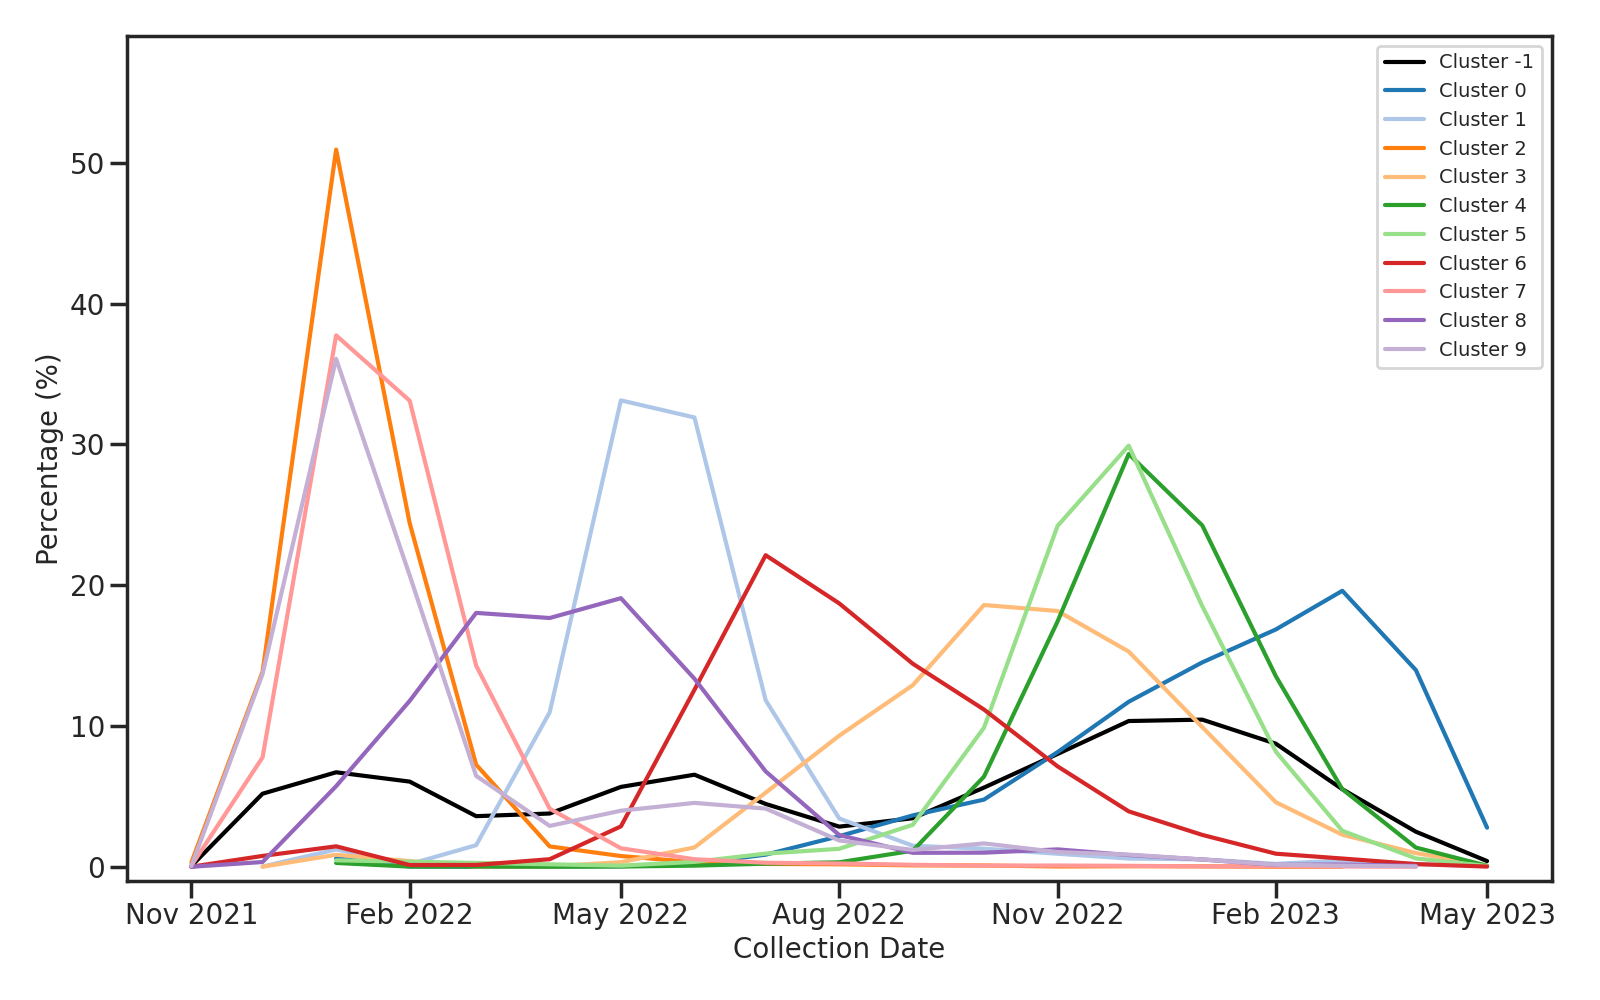 Cluster -1
Cluster 0
Cluster 1
Cluster 2
Cluster 3
Cluster 4
Cluster 5
Cluster 6
Cluster 7
Cluster 8
Cluster 9
Percentage (%)
50
40
30
20
10
0
Nov 2021 Feb 2022 May 2022 Aug 2022 Nov 2022 Feb 2023 May 2023
Collection Date